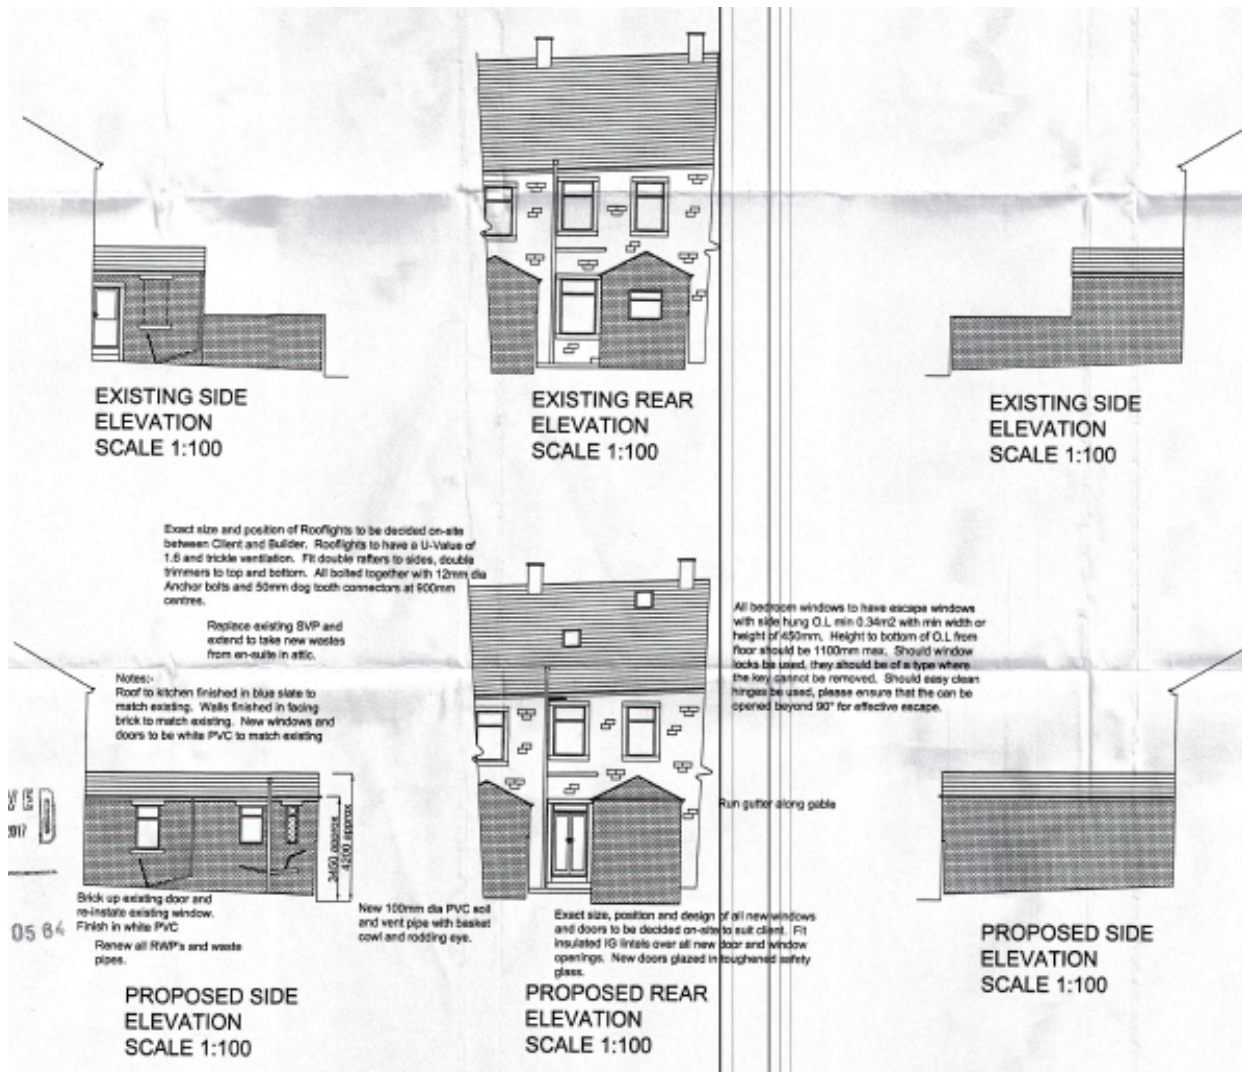 EXISTING SIDE
ELEVATION
SCALE 1:100
EXISTING REAR
ELEVATION
SCALE 1:100
EXISTING SIDE
ELEVATION
SCALE 1:100
Exact size and position of Rooflights to be decided on-site
between Client and Builder. Rooflights to have a U-Value of
1.6 and trickle ventilation. Fit double rafters to sides, double
trimmers to top and bottom. All bolted together with 12mm dia
Anchor bolts and 50mm dog tooth connectors at 900mm
centres.
Replace existing SVP and
extend to take new wastes
from en-suite in attic.
Notes:-
Roof to kitchen finished in blue slate to
match existing. Walls finished in facing
brick to match existing. New windows and
doors to be white PVC to match existing
All bedroom windows to have escape windows
with side hung O.L min 0.34m2 with min width or
height of 450mm. Height to bottom of O.L from
floor should be 1100mm max. Should window
locks be used, they should be of a type where
the key cannot be removed. Should easy clean
hinges be used, please ensure that the can be
opened beyond 90° for effective escape.
Run gutter along gable
3450 approx
4200 approx
2017
05 64
Brick up existing door and
re-instate existing window.
Finish in white PVC
Renew all RWP's and waste
pipes.
New 100mm dia PVC soil
and vent pipe with basket
cowl and rodding eye.
Exact size, position and design of all new windows
and doors to be decided on-site to suit client. Fit
insulated IG lintels over all new door and window
openings. New doors glazed in toughened safety
glass.
PROPOSED SIDE
ELEVATION
SCALE 1:100
PROPOSED REAR
ELEVATION
SCALE 1:100
PROPOSED SIDE
ELEVATION
SCALE 1:100